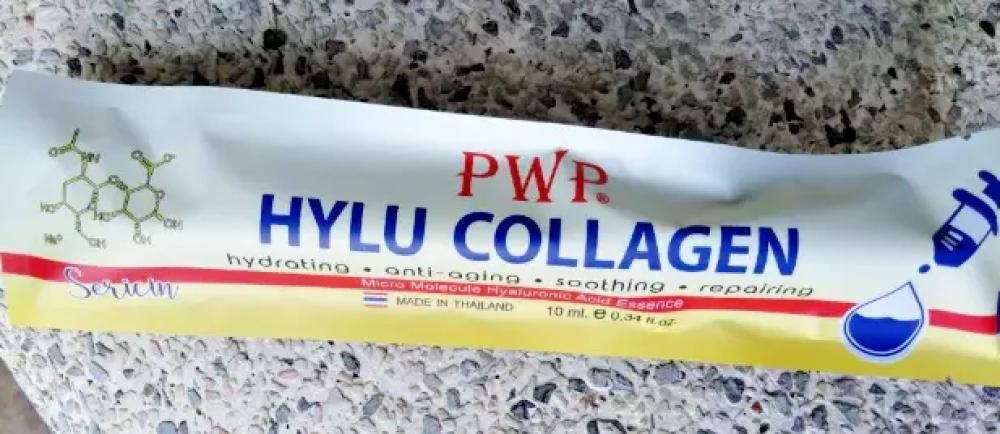 PWP®
HYLU COLLAGEN
hydrating • anti-aging • soothing • repairing
Micro Molecule Hyaluronic Acid Essence
Sericin
MADE IN THAILAND 10 ml. e 0.34 fl.oz.